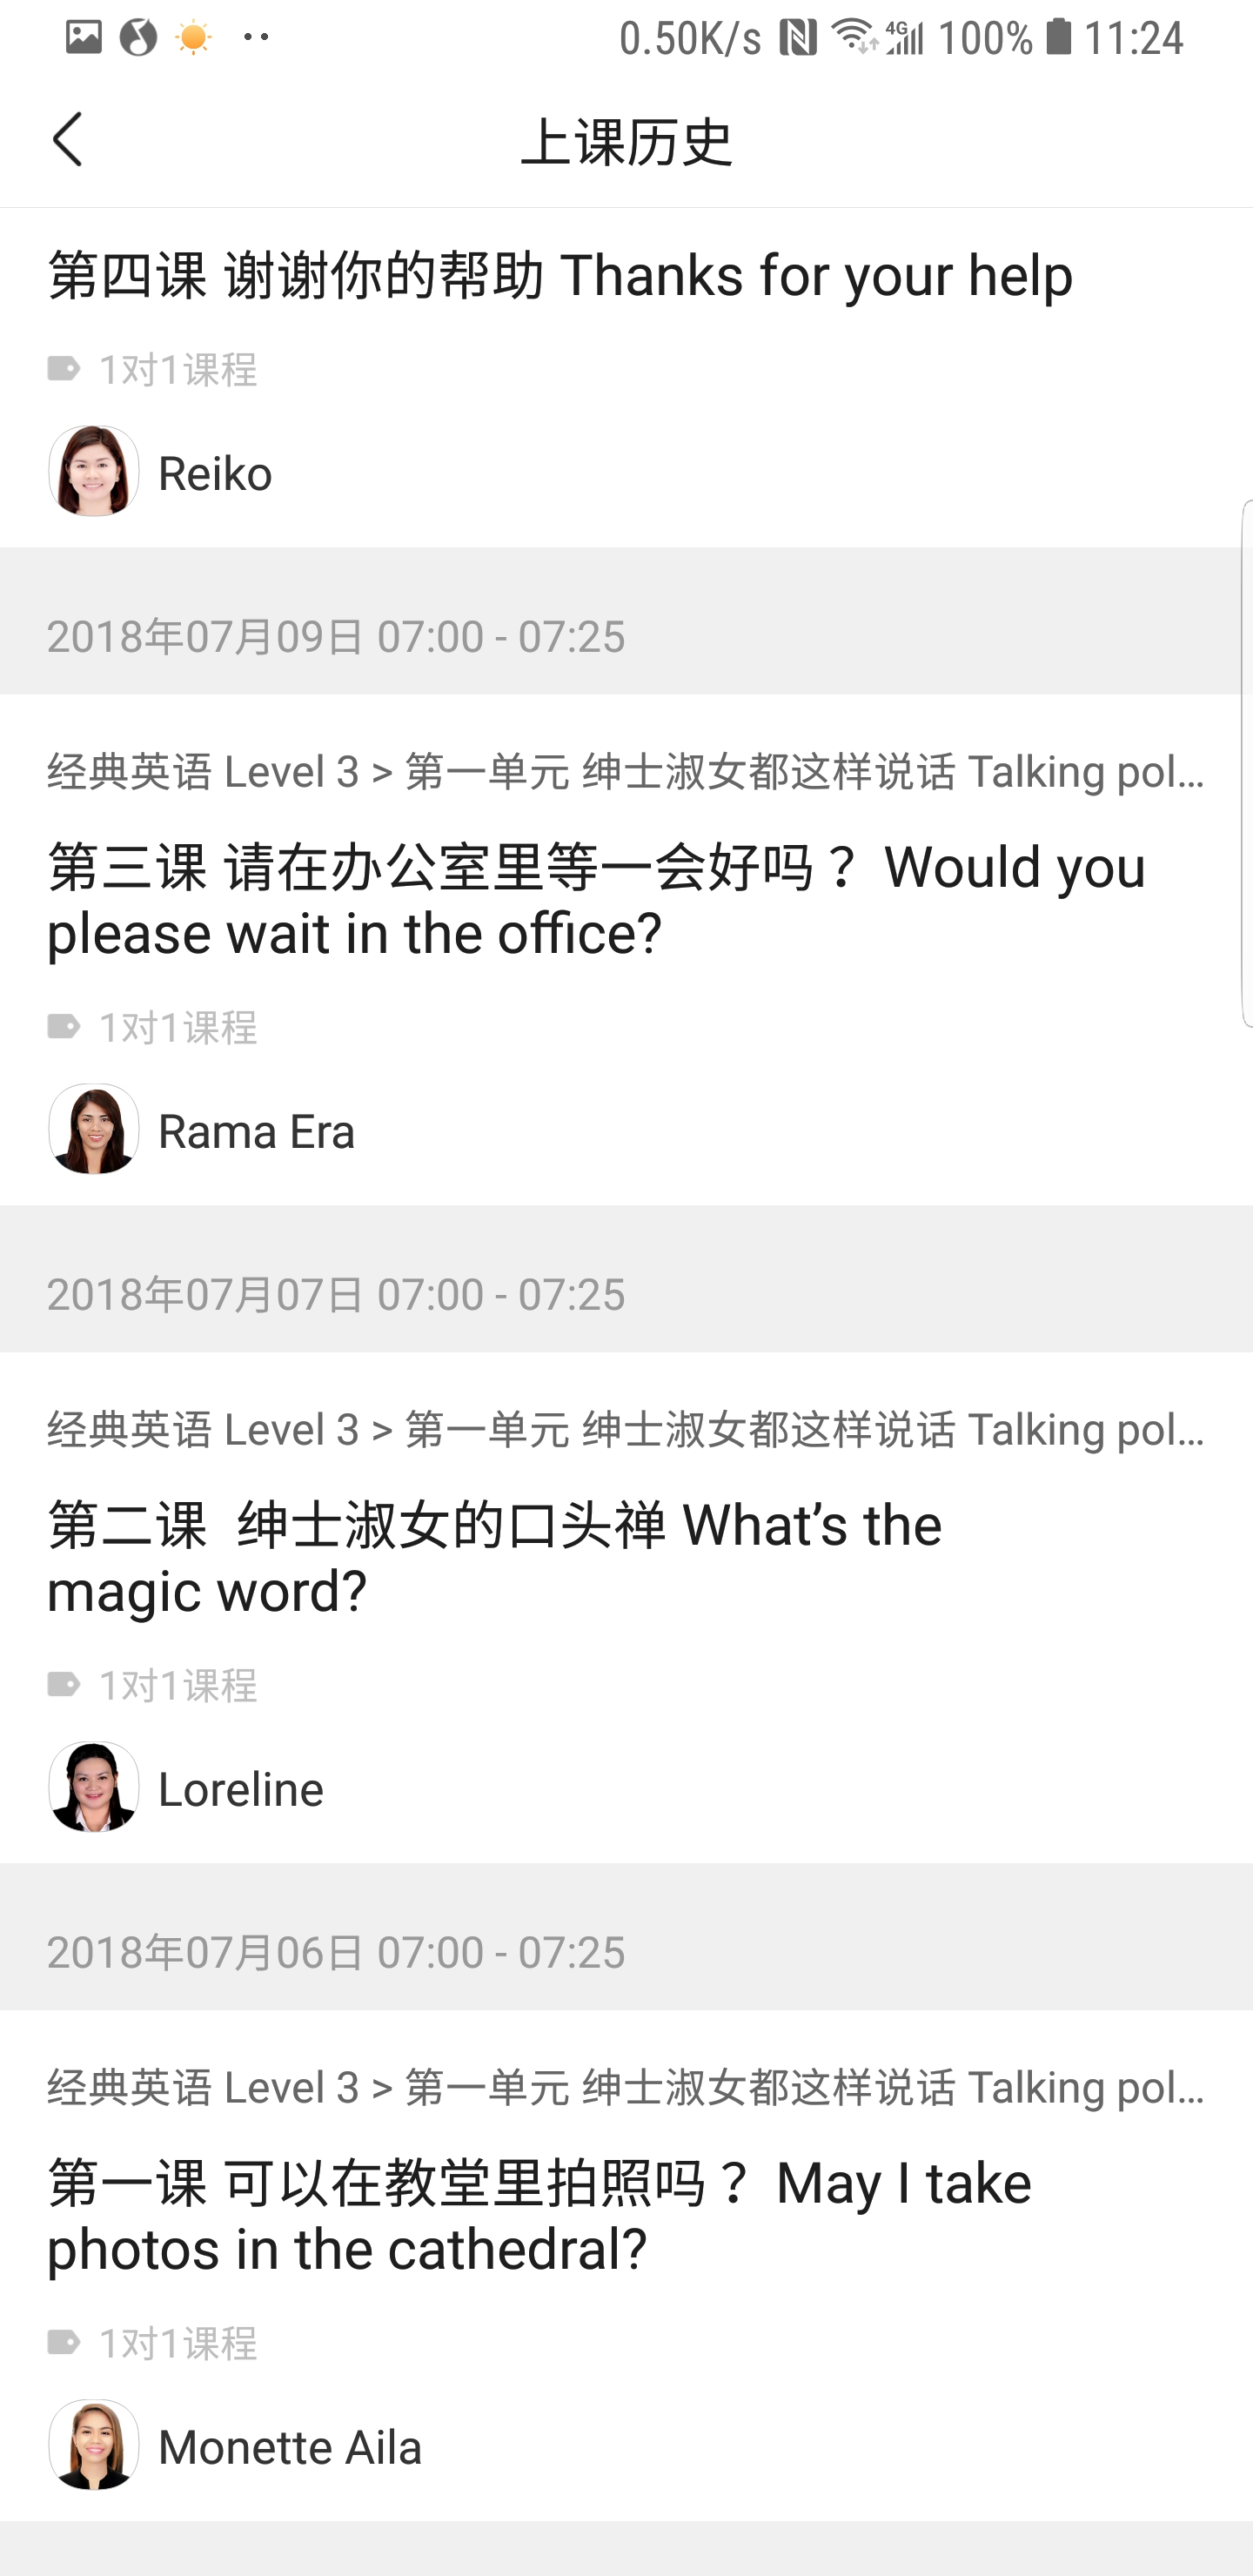 0.50K/s 4G 100% 11:24
上课历史
第四课 谢谢你的帮助 Thanks for your help
1对1课程
Reiko
2018年07月09日 07:00 - 07:25
经典英语 Level 3 > 第一单元 绅士淑女都这样说话 Talking pol...
第三课 请在办公室里等一会好吗？ Would you
please wait in the office?
1对1课程
Rama Era
2018年07月07日 07:00 - 07:25
经典英语 Level 3 > 第一单元 绅士淑女都这样说话 Talking pol...
第二课  绅士淑女的口头禅 What’s the
magic word?
1对1课程
Loreline
2018年07月06日 07:00 - 07:25
经典英语 Level 3 > 第一单元 绅士淑女都这样说话 Talking pol...
第一课 可以在教堂里拍照吗？ May I take
photos in the cathedral?
1对1课程
Monette Aila